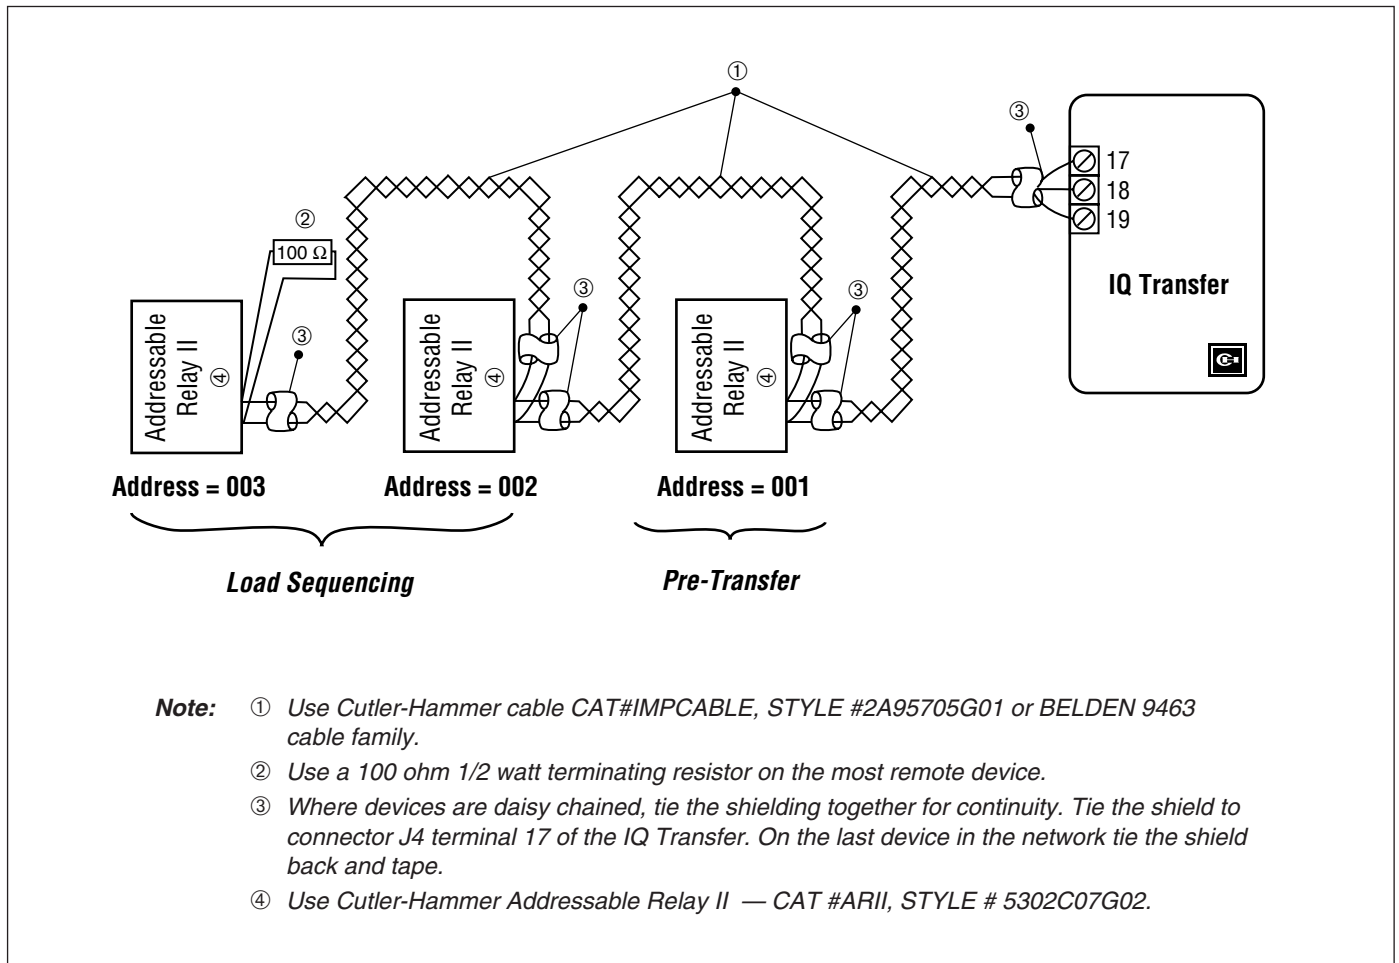 ①
③
17
18
19
IQ Transfer
②
100 Ω
③
③
③
Addressable
Relay II
④
Addressable
Relay II
④
Addressable
Relay II
④
Address = 003
Address = 002
Address = 001
Load Sequencing
Pre-Transfer
Note: ① Use Cutler-Hammer cable CAT#IMPCABLE, STYLE #2A95705G01 or BELDEN 9463
cable family.
② Use a 100 ohm 1/2 watt terminating resistor on the most remote device.
③ Where devices are daisy chained, tie the shielding together for continuity. Tie the shield to
connector J4 terminal 17 of the IQ Transfer. On the last device in the network tie the shield
back and tape.
④ Use Cutler-Hammer Addressable Relay II — CAT #ARII, STYLE # 5302C07G02.